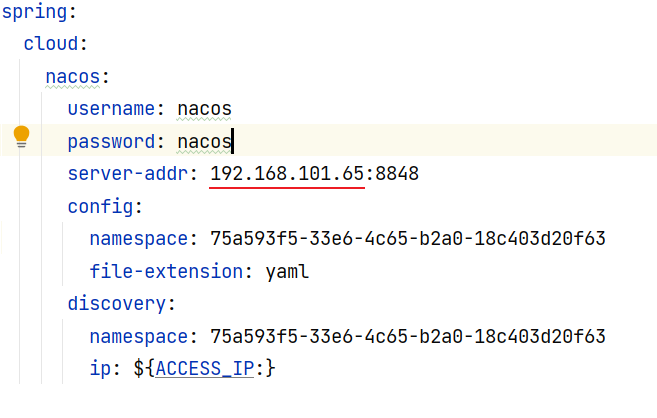 spring:
  cloud:
    nacos:
      username: nacos
      password: nacos
      server-addr: 192.168.101.65:8848
      config:
        namespace: 75a593f5-33e6-4c65-b2a0-18c403d20f63
        file-extension: yaml
      discovery:
        namespace: 75a593f5-33e6-4c65-b2a0-18c403d20f63
        ip: ${ACCESS_IP:}